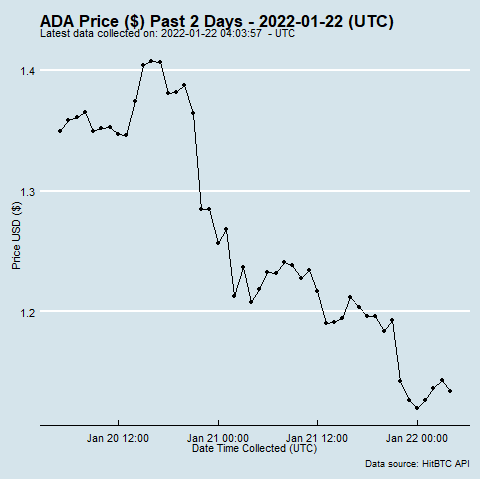 ADA Price ($) Past 2 Days - 2022-01-22 (UTC)
Latest data collected on: 2022-01-22 04:03:57 - UTC
1.4
1.3
1.2
Price USD ($)
Jan 20 12:00 Jan 21 00:00 Jan 21 12:00 Jan 22 00:00
Date Time Collected (UTC)
Data source: HitBTC API